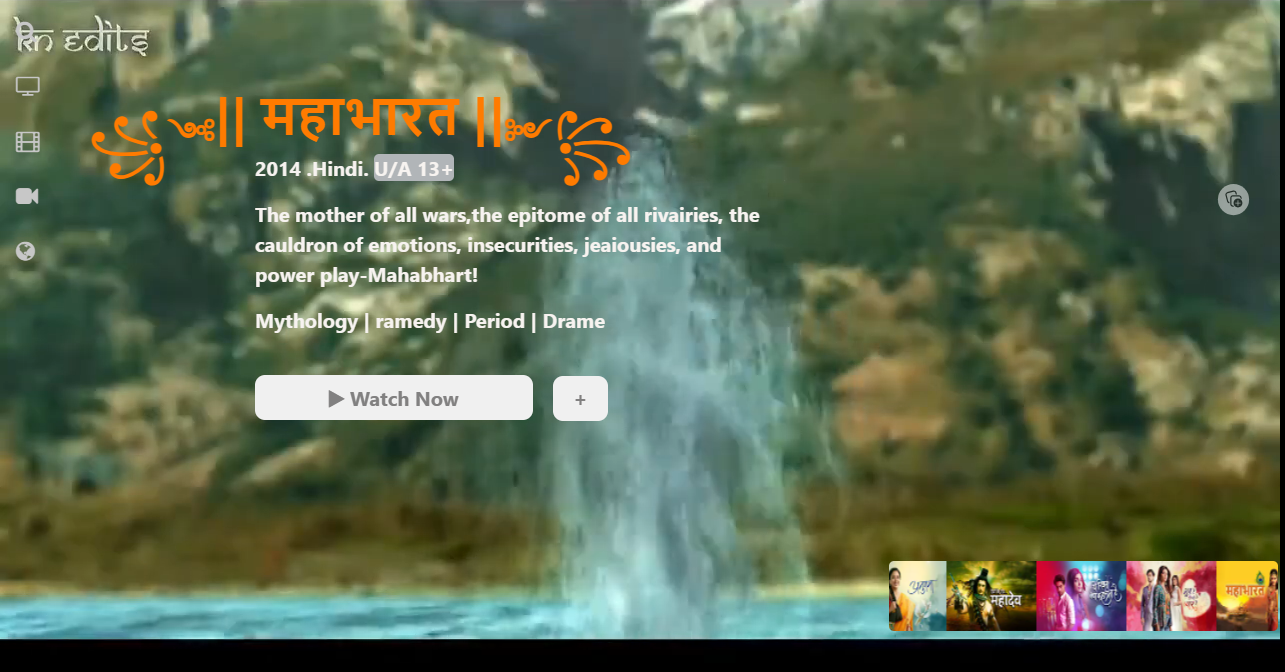 kn edits
|| महाभारत ||
2014 .Hindi. U/A 13+
The mother of all wars,the epitome of all rivairies, the
cauldron of emotions, insecurities, jeaiousies, and
power play-Mahabhart!
Mythology | ramedy | Period | Drame
Watch Now
+
महादेव
महाभारत